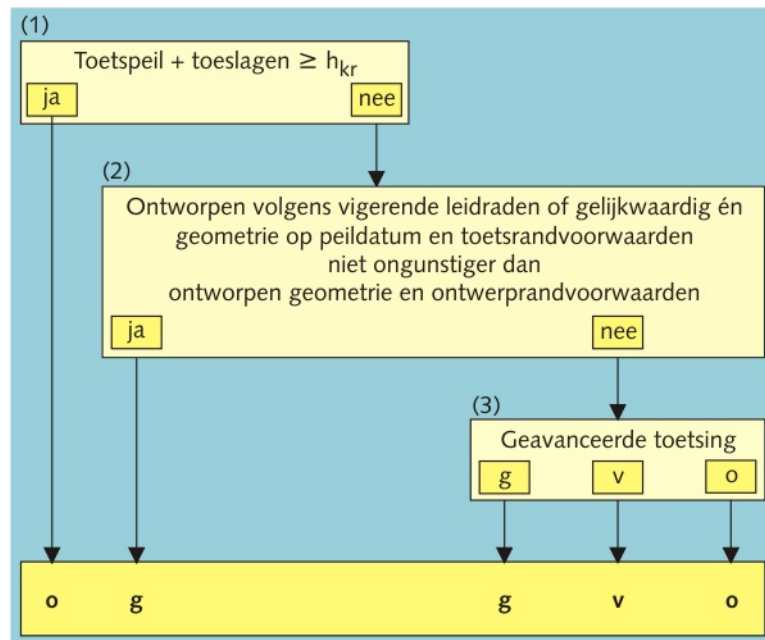 (1)
Toetspeil + toeslagen ≥ hkr
ja nee
(2)
Ontworpen volgens vigerende leidraden of gelijkwaardig én
geometrie op peildatum en toetsrandvoorwaarden
niet ongunstiger dan
ontworpen geometrie en ontwerprandvoorwaarden
ja nee
(3)
Geavanceerde toetsing
g v o
o g g v o